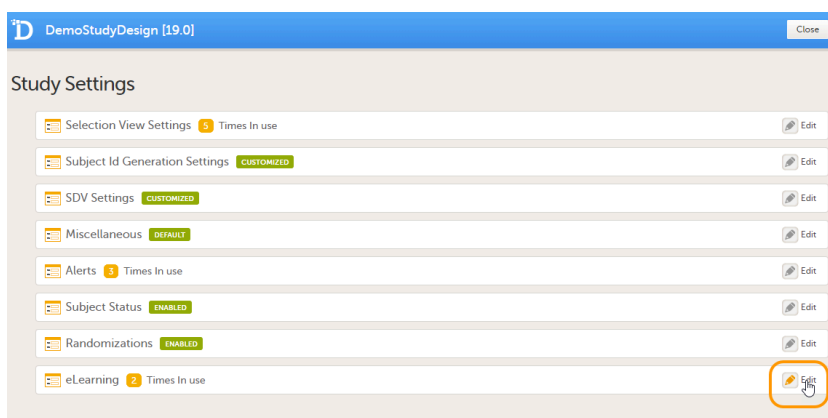 D DemoStudyDesign [19.0] Close
Study Settings
Selection View Settings 5 Times In use Edit
Subject Id Generation Settings CUSTOMIZED Edit
SDV Settings CUSTOMIZED Edit
Miscellaneous DEFAULT Edit
Alerts 3 Times In use Edit
Subject Status ENABLED Edit
Randomizations ENABLED Edit
eLearning 2 Times In use Edit